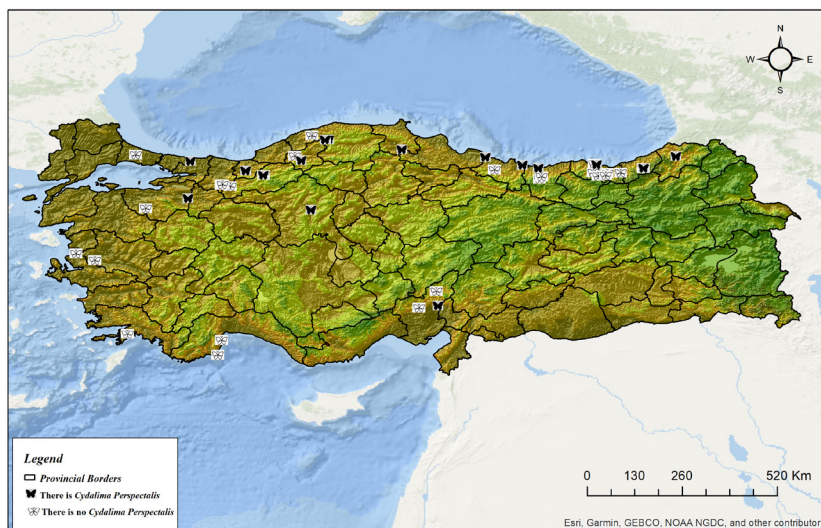 N
W E
S
Legend
Provincial Borders
There is Cydalima Perspectalis
There is no Cydalima Perspectalis
0 130 260 520 Km
Esri, Garmin, GEBCO, NOAA NGDC, and other contributor